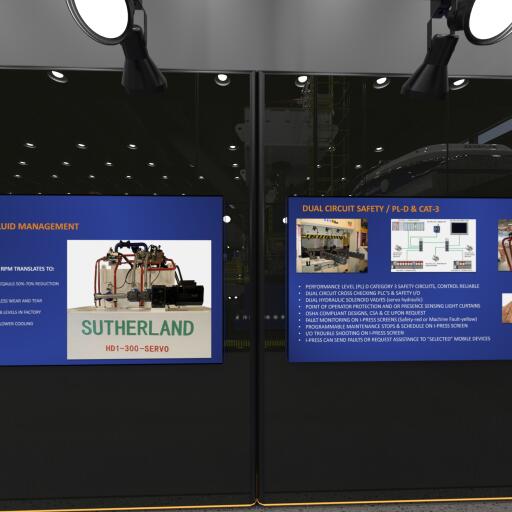 LUID MANAGEMENT
RPM TRANSLATES TO:
EQUALS 50%-70% REDUCTION
LESS WEAR AND TEAR
LEVELS IN FACTORY
LOWER COOLING
SUTHERLAND
HD1-300-SERVO
DUAL CIRCUIT SAFETY / PL-D & CAT-3
• PERFORMANCE LEVEL (PL) D CATEGORY 3 SAFETY CIRCUITS, CONTROL RELIABLE
• DUAL CIRCUIT CROSS CHECKING PLC'S & SAFETY I/O
• DUAL HYDRAULIC SOLENOID VALVES (servo hydraulic)
• POINT OF OPERATOR PROTECTION AND OR PRESENCE SENSING LIGHT CURTAINS
• OSHA COMPLIANT DESIGNS, CSA & CE UPON REQUEST
• FAULT MONITORING ON I-PRESS SCREENS (Safety-red or Machine Fault-yellow)
• PROGRAMMABLE MAINTENANCE STOPS & SCHEDULE ON I-PRESS SCREEN
• I/O TROUBLE SHOOTING ON I-PRESS SCREEN
• I-PRESS CAN SEND FAULTS OR REQUEST ASSISTANCE TO "SELECTED" MOBILE DEVICES